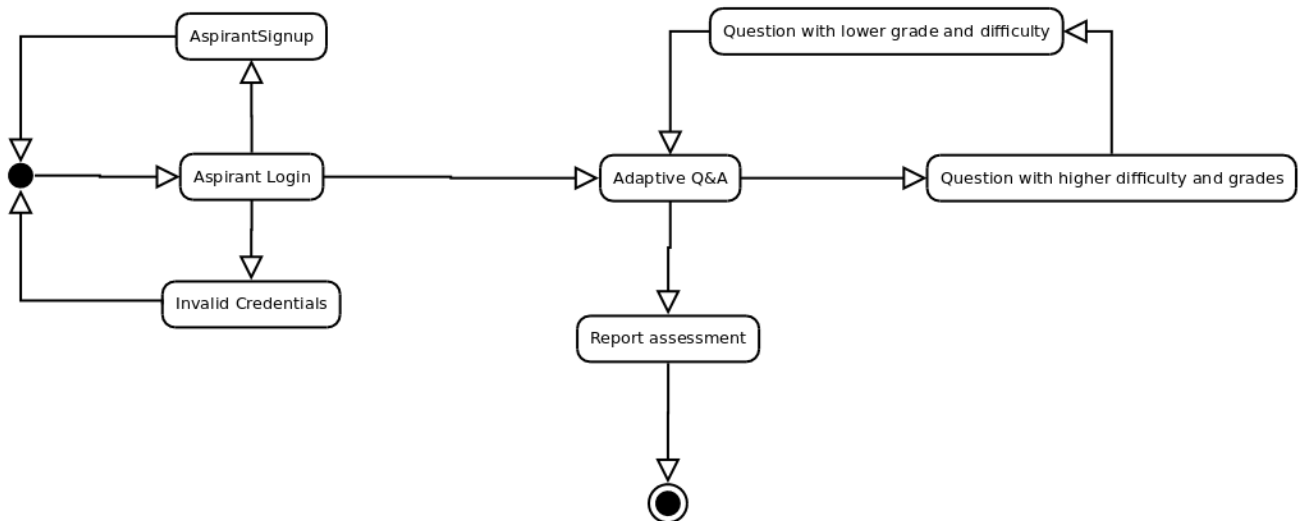 AspirantSignup
Question with lower grade and difficulty
Aspirant Login
Adaptive Q&A
Question with higher difficulty and grades
Invalid Credentials
Report assessment